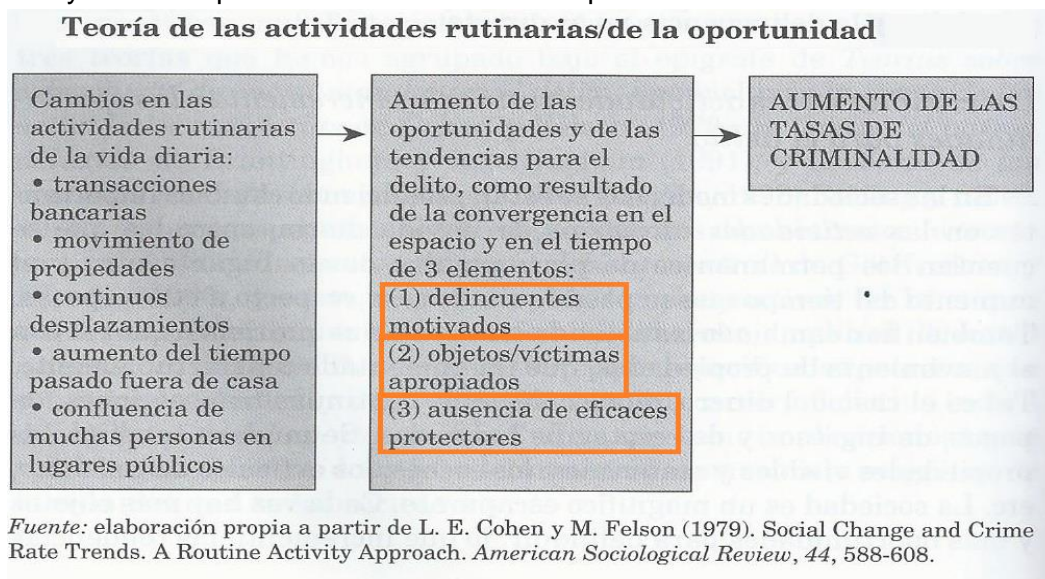 Teoría de las actividades rutinarias/de la oportunidad
Cambios en las
actividades rutinarias
de la vida diaria:
• transacciones
bancarias
• movimiento de
propiedades
• continuos
desplazamientos
• aumento del tiempo
pasado fuera de casa
• confluencia de
muchas personas en
lugares públicos
Aumento de las
oportunidades y de las
tendencias para el
delito, como resultado
de la convergencia en el
espacio y en el tiempo
de 3 elementos:
(1) delincuentes
motivados
(2) objetos/víctimas
apropiados
(3) ausencia de eficaces
protectores
AUMENTO DE LAS
TASAS DE
CRIMINALIDAD
Fuente: elaboración propia a partir de L. E. Cohen y M. Felson (1979). Social Change and Crime
Rate Trends. A Routine Activity Approach. American Sociological Review, 44, 588-608.